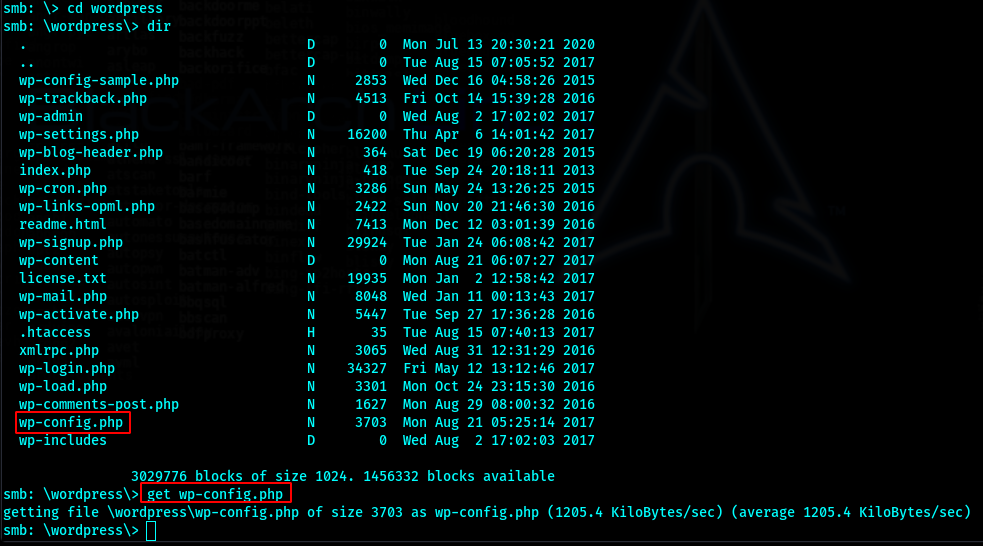 smb: \> cd wordpress
smb: \wordpress\> dir
. D 0 Mon Jul 13 20:30:21 2020
.. D 0 Tue Aug 15 07:05:52 2017
wp-config-sample.php N 2853 Wed Dec 16 04:58:26 2015
wp-trackback.php N 4513 Fri Oct 14 15:39:28 2016
wp-admin D 0 Wed Aug 2 17:02:02 2017
wp-settings.php N 16200 Thu Apr 6 14:01:42 2017
wp-blog-header.php N 364 Sat Dec 19 06:20:28 2015
index.php N 418 Tue Sep 24 20:18:11 2013
wp-cron.php N 3286 Sun May 24 13:26:25 2015
wp-links-opml.php N 2422 Sun Nov 20 21:46:30 2016
readme.html N 7413 Mon Dec 12 03:01:39 2016
wp-signup.php N 29924 Tue Jan 24 06:08:42 2017
wp-content D 0 Mon Aug 21 06:07:27 2017
license.txt N 19935 Mon Jan 2 12:58:42 2017
wp-mail.php N 8048 Wed Jan 11 00:13:43 2017
wp-activate.php N 5447 Tue Sep 27 17:36:28 2016
.htaccess H 35 Tue Aug 15 07:40:13 2017
xmlrpc.php N 3065 Wed Aug 31 12:31:29 2016
wp-login.php N 34327 Fri May 12 13:12:46 2017
wp-load.php N 3301 Mon Oct 24 23:15:30 2016
wp-comments-post.php N 1627 Mon Aug 29 08:00:32 2016
wp-config.php N 3703 Mon Aug 21 05:25:14 2017
wp-includes D 0 Wed Aug 2 17:02:03 2017
3029776 blocks of size 1024. 1456332 blocks available
smb: \wordpress\> get wp-config.php
getting file \wordpress\wp-config.php of size 3703 as wp-config.php (1205.4 KiloBytes/sec) (average 1205.4 KiloBytes/sec)
smb: \wordpress\>